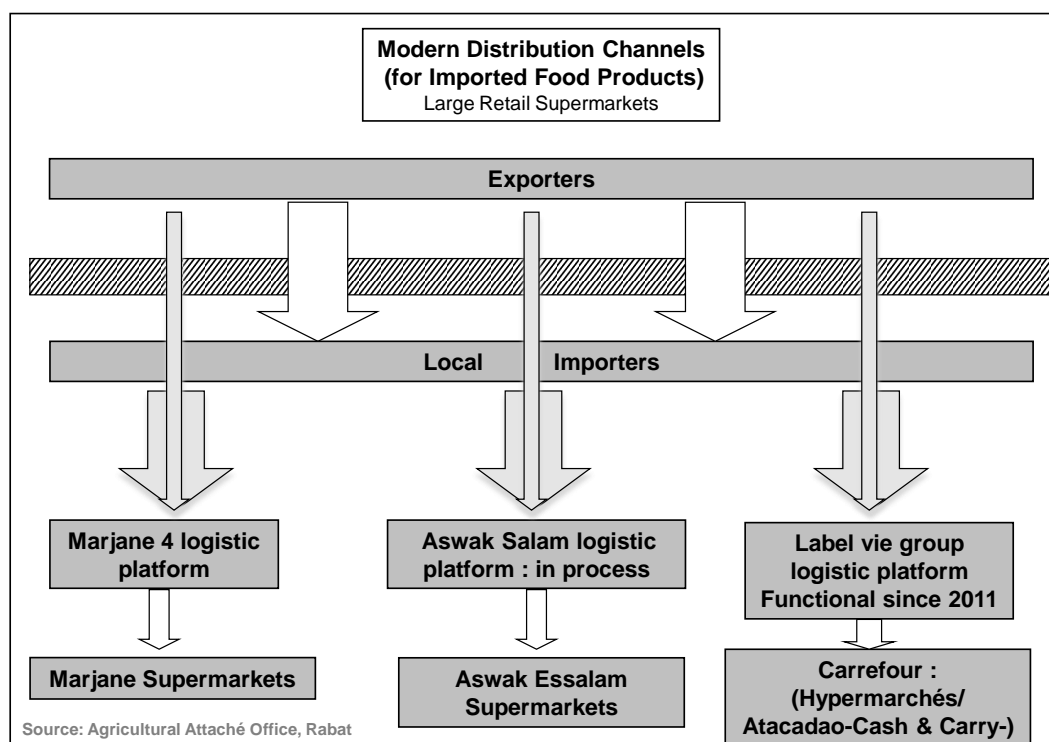 Modern Distribution Channels
(for Imported Food Products)
Large Retail Supermarkets
Exporters
Local Importers
Marjane 4 logistic
platform
Aswak Salam logistic
platform : in process
Label vie group
logistic platform
Functional since 2011
Marjane Supermarkets
Aswak Essalam
Supermarkets
Carrefour :
(Hypermarchés/
Atacadao-Cash & Carry-)
Source: Agricultural Attaché Office, Rabat